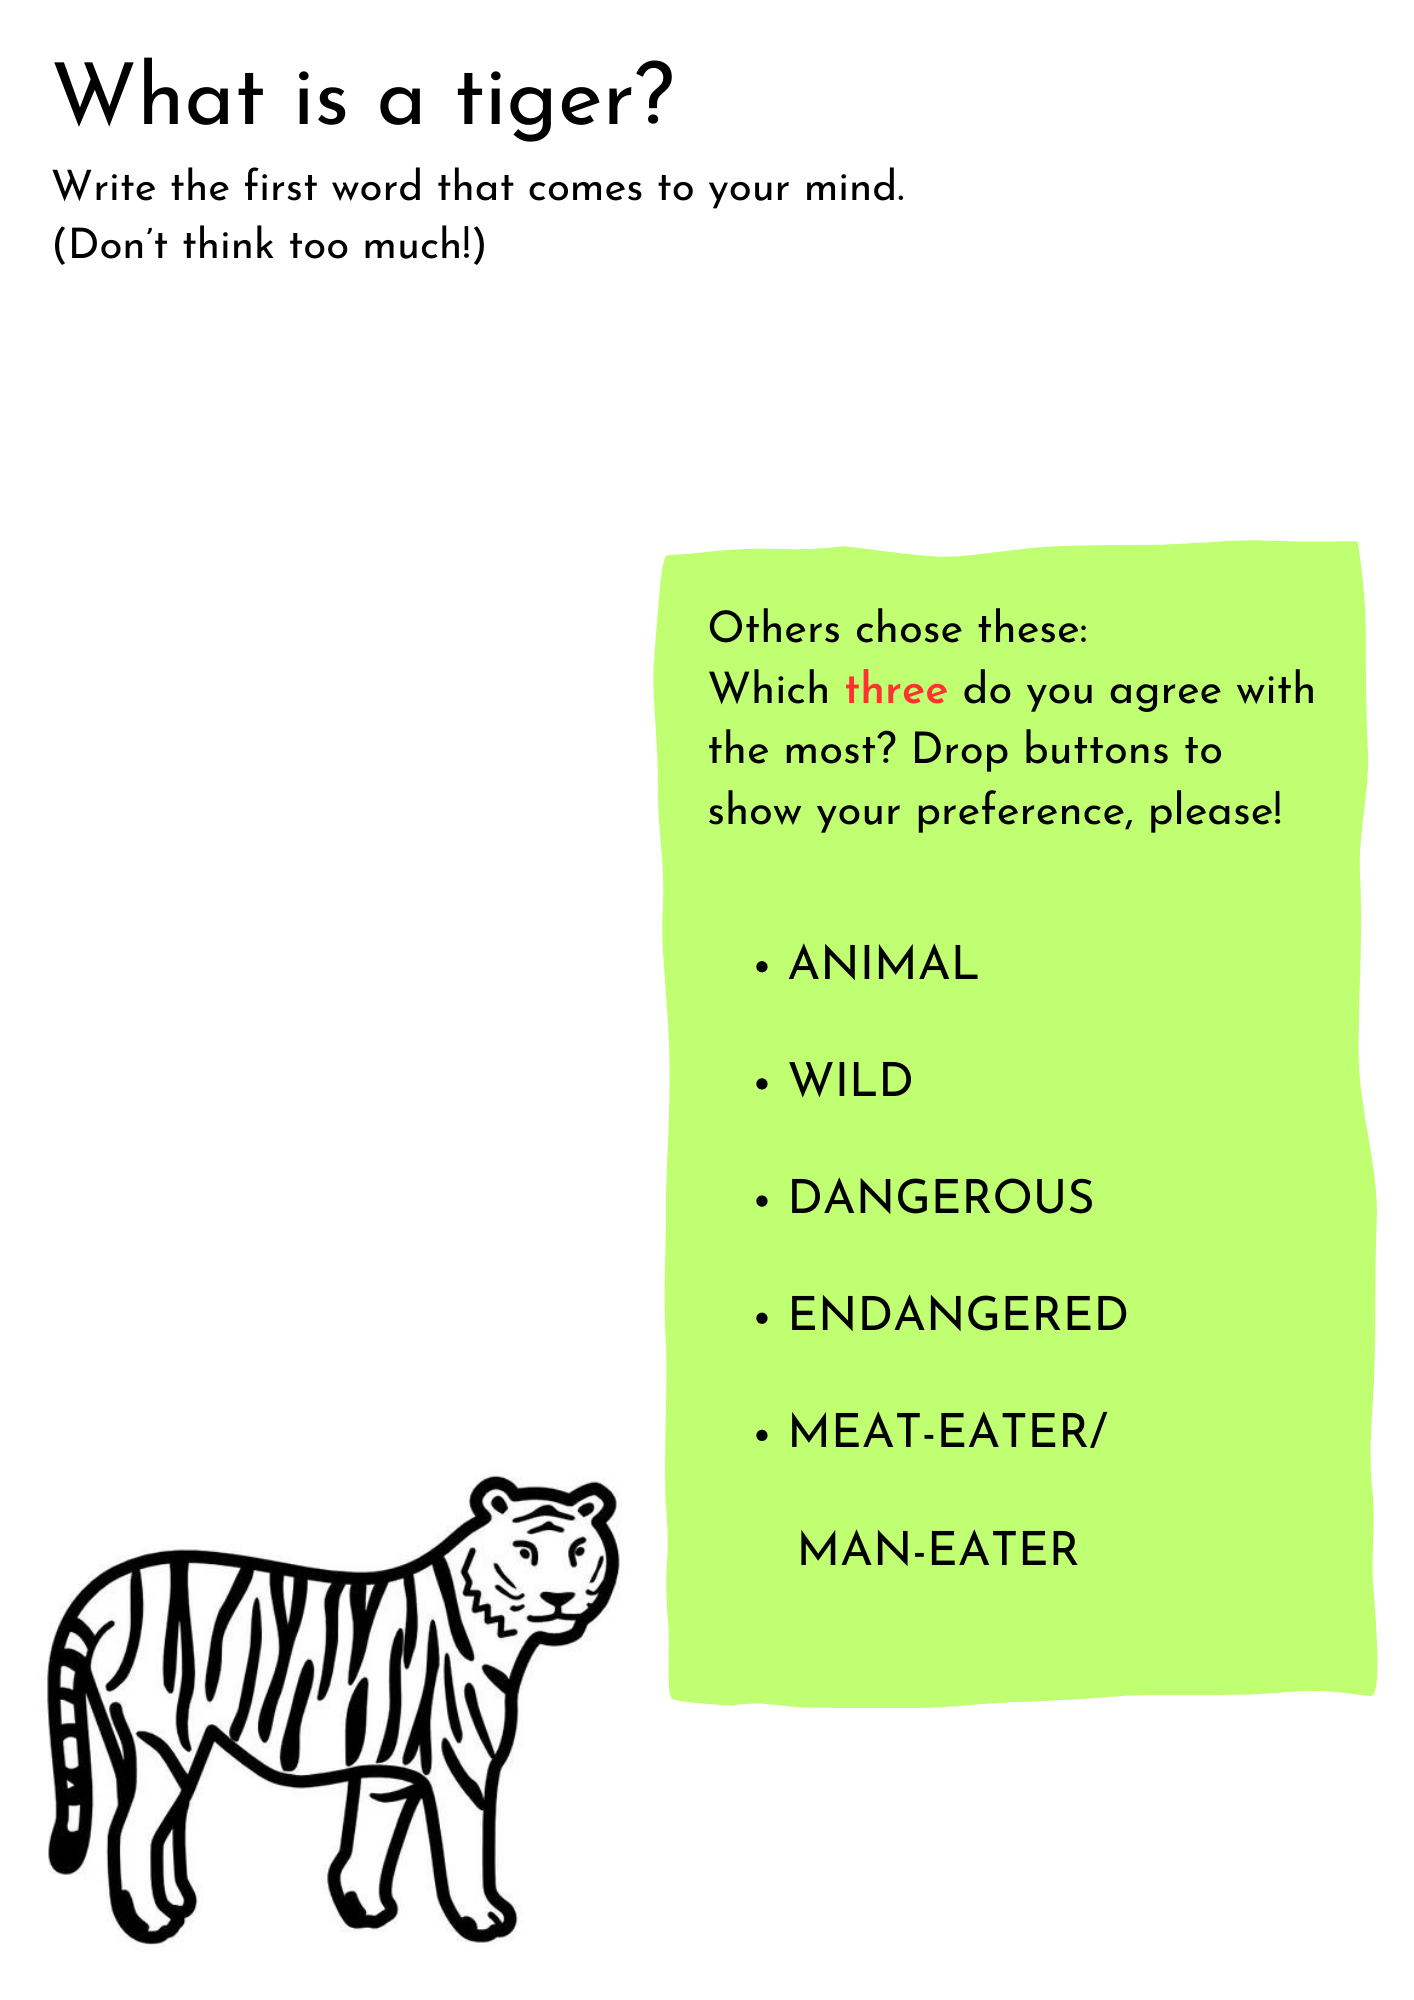 What is a tiger?
Write the first word that comes to your mind.
(Don’t think too much!)
Others chose these:
Which three do you agree with
the most? Drop buttons to
show your preference, please!
• ANIMAL
• WILD
• DANGEROUS
• ENDANGERED
• MEAT-EATER/
MAN-EATER